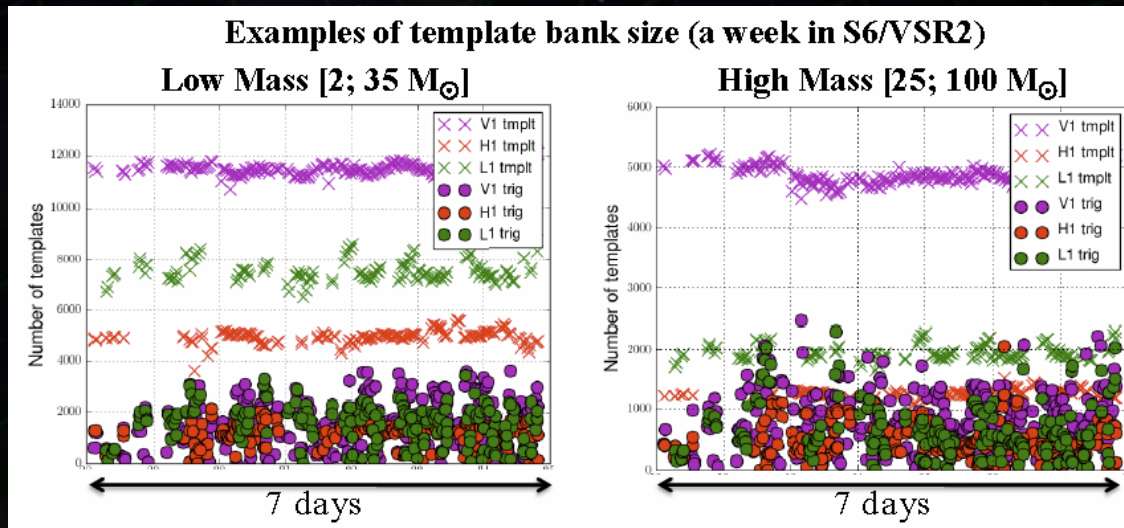 Examples of template bank size (a week in S6/VSR2)
Low Mass [2; 35 M⊙]
High Mass [25; 100 M⊙]
Number of templates
14000
12000
10000
8000
6000
4000
2000
0
V1 tmplt
H1 tmplt
L1 tmplt
V1 trig
H1 trig
L1 trig
7 days
Number of templates
6000
5000
4000
3000
2000
1000
0
V1 tmplt
H1 tmplt
L1 tmplt
V1 trig
H1 trig
L1 trig
7 days